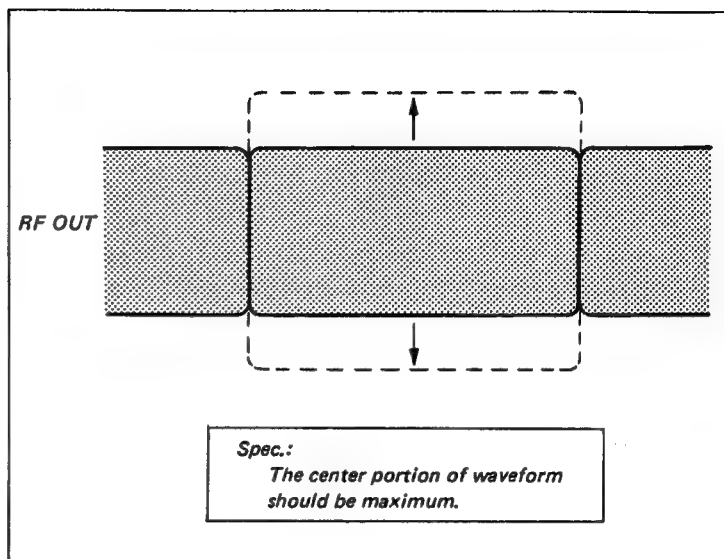 RF OUT
Spec.:
The center portion of waveform
should be maximum.